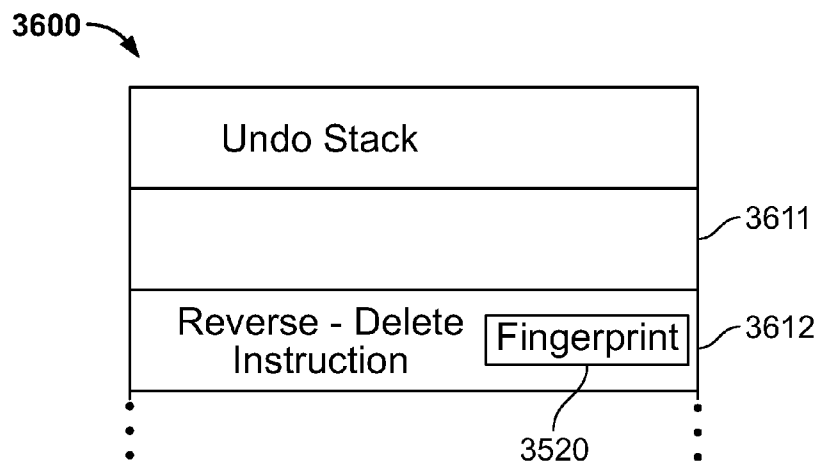 3600
Undo Stack
3611
Reverse - Delete
Instruction
Fingerprint
3612
3520